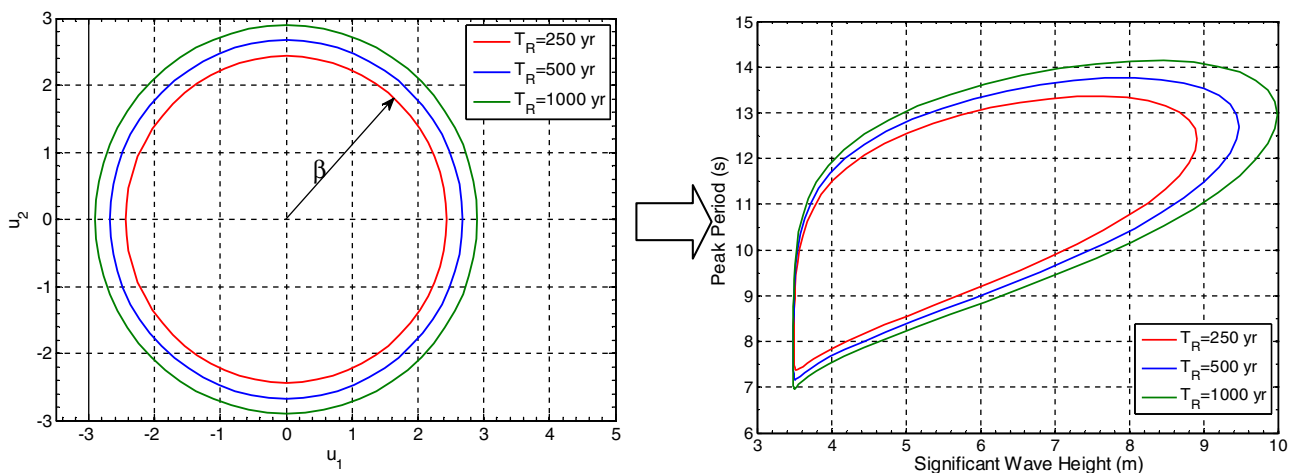 3
2
1
0
-1
-2
-3
u2
-3 -2 -1 0 1 2 3 4 5
u1
TR=250 yr
TR=500 yr
TR=1000 yr
β
15
14
13
12
11
10
9
8
7
6
Peak Period (s)
3 4 5 6 7 8 9 10
Significant Wave Height (m)
TR=250 yr
TR=500 yr
TR=1000 yr